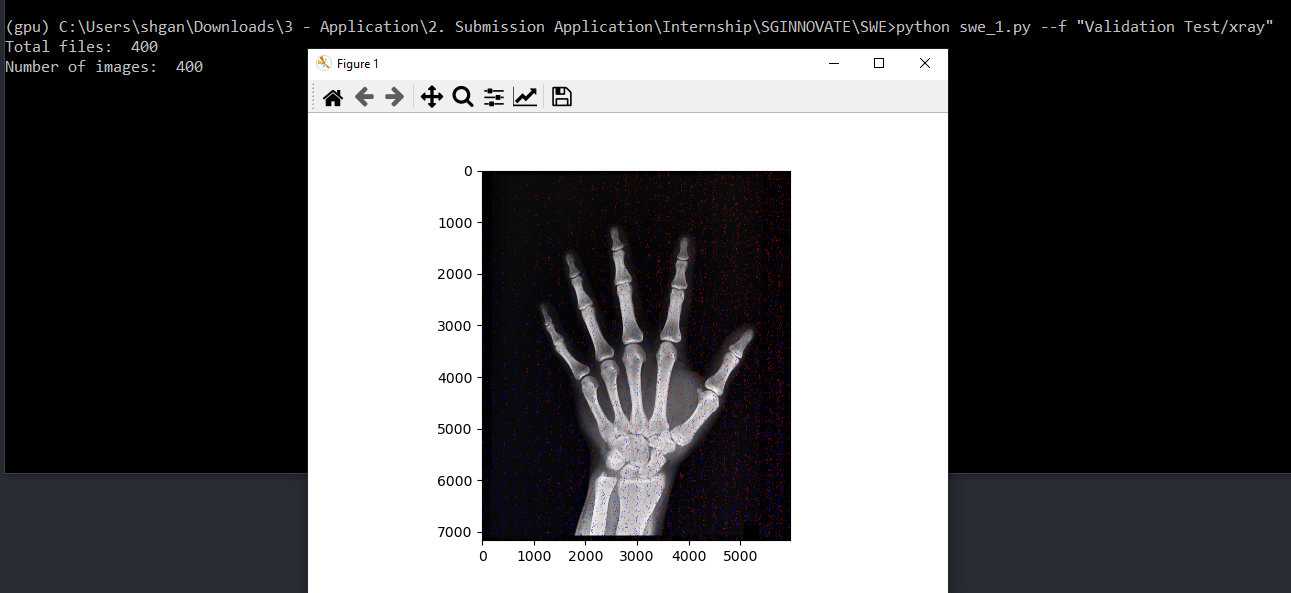 (gpu) C:\Users\shgan\Downloads\3 - Application\2. Submission Application\Internship\SGINNOVATE\SWE>python swe_1.py --f "Validation Test/xray"
Total files:  400
Number of images:  400
Figure 1
0
1000
2000
3000
4000
5000
6000
7000
0 1000 2000 3000 4000 5000